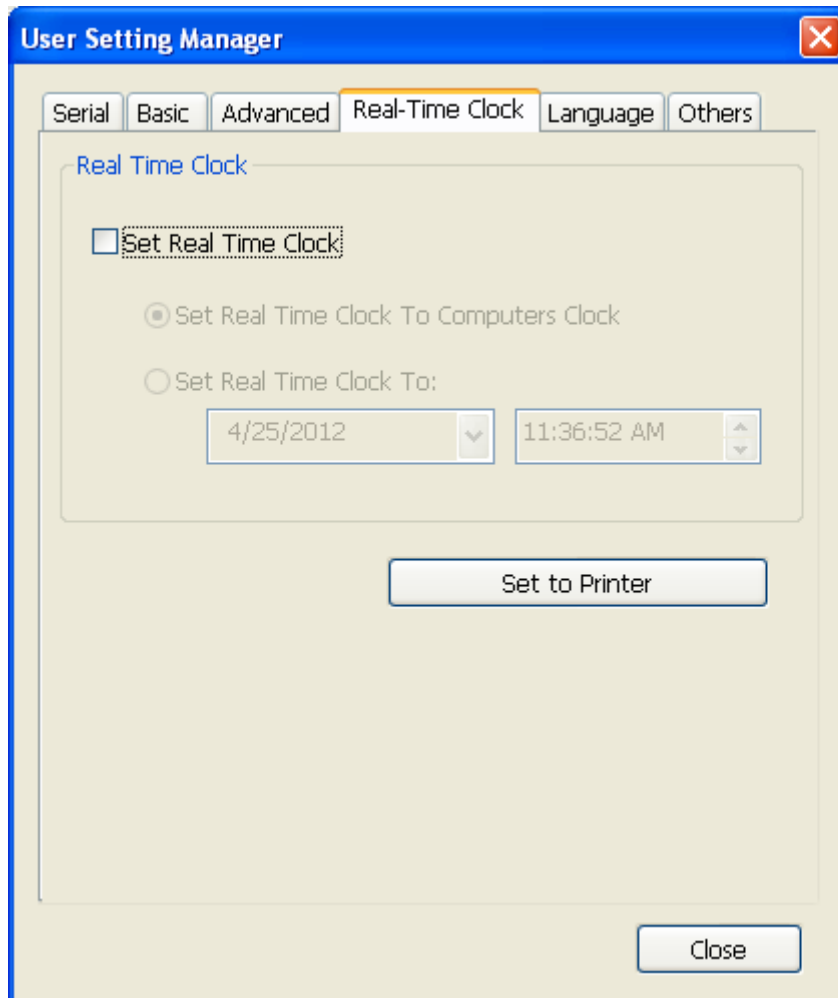 User Setting Manager
Serial Basic Advanced Real-Time Clock Language Others
Real Time Clock
Set Real Time Clock
Set Real Time Clock To Computers Clock
Set Real Time Clock To:
4/25/2012 11:36:52 AM
Set to Printer
Close